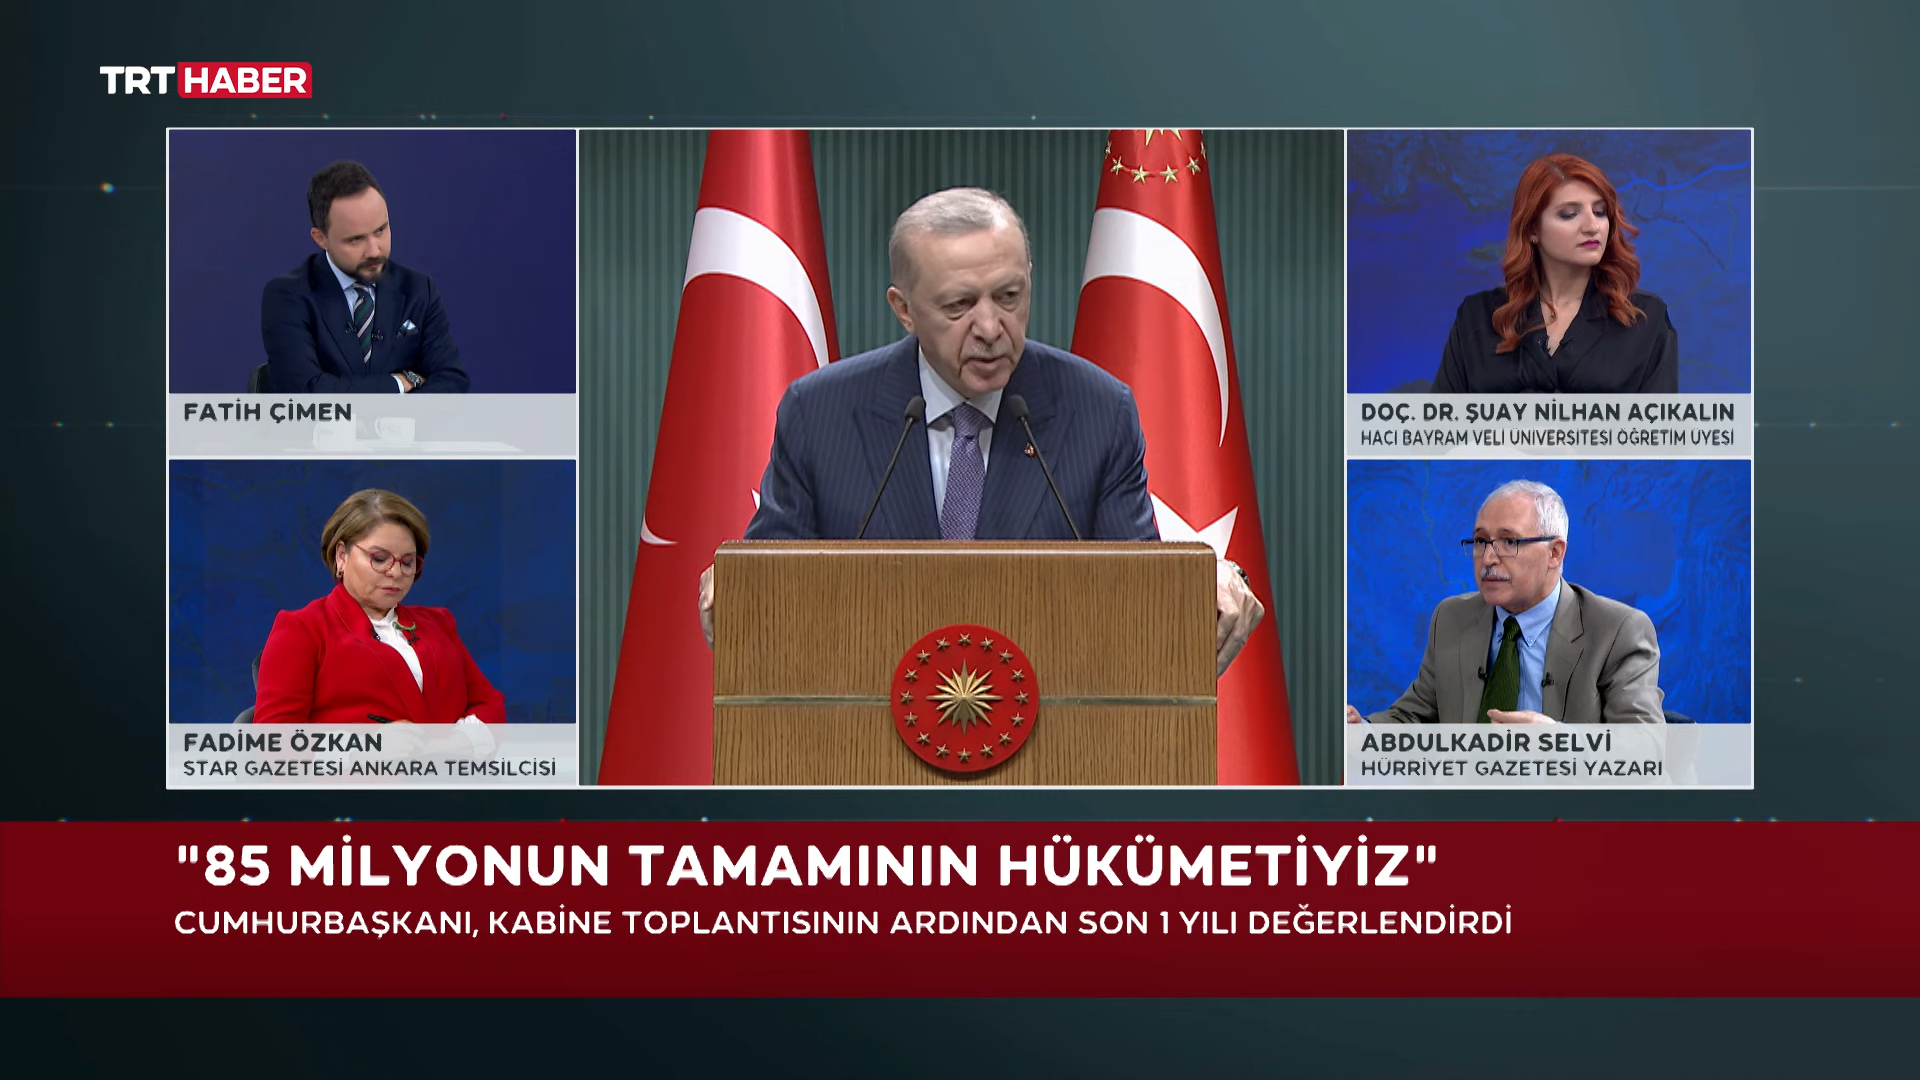 TRT HABER
FATİH ÇİMEN
DOÇ. DR. ŞUAY NİLHAN AÇIKALIN
HACI BAYRAM VELİ ÜNİVERSİTESİ ÖĞRETİM ÜYESİ
FADİME ÖZKAN
STAR GAZETESİ ANKARA TEMSİLCİSİ
ABDULKADİR SELVİ
HÜRRİYET GAZETESİ YAZARI
"85 MİLYONUN TAMAMININ HÜKÜMETİYİZ"
CUMHURBAŞKANI, KABİNE TOPLANTISININ ARDINDAN SON 1 YILI DEĞERLENDİRDİ